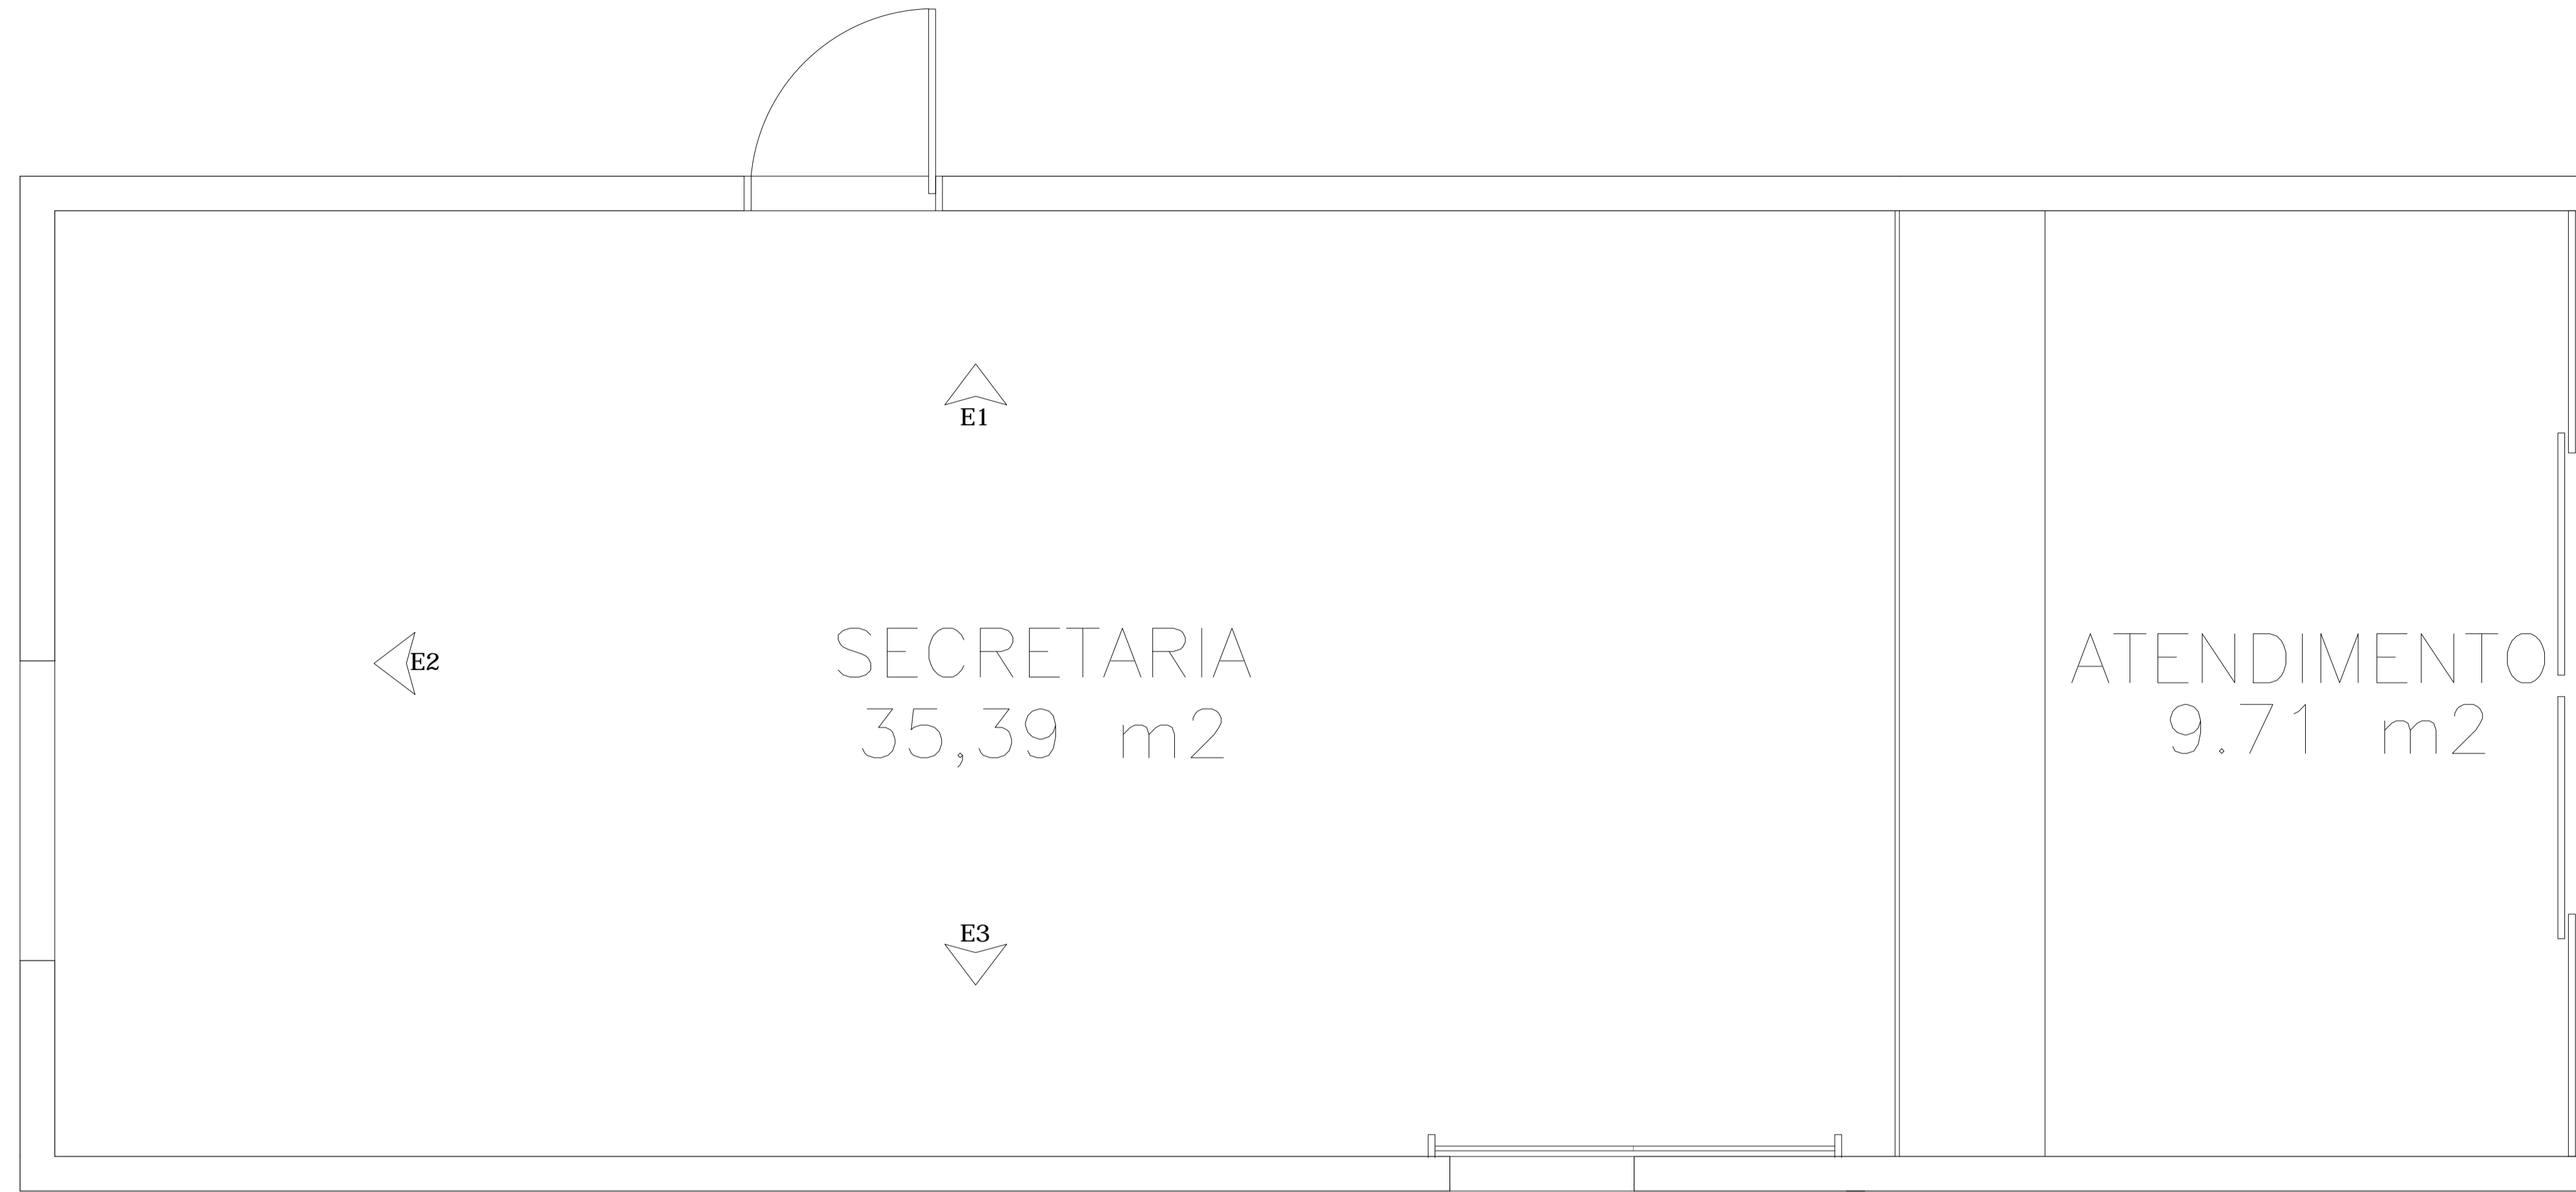 E1
E2
SECRETARIA
35,39 m2
ATENDIMENTO
9.71 m2
E3